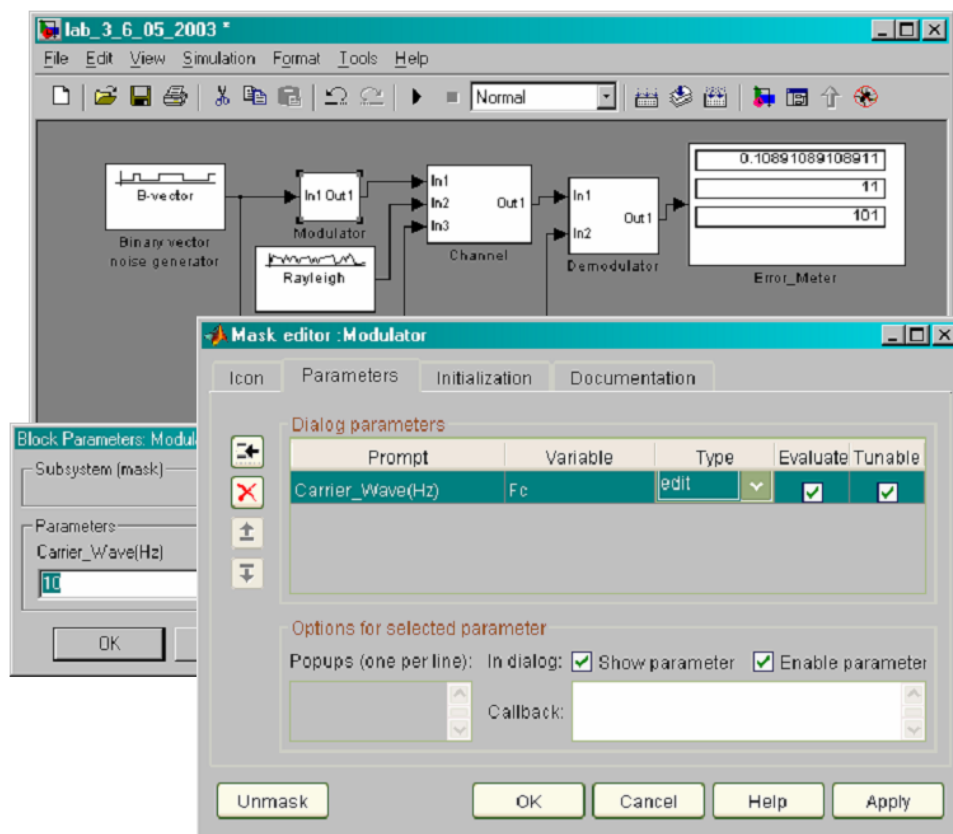 lab_3_6_05_2003 *
File Edit View Simulation Format Tools Help
Normal
B-vector
Binary vector
noise generator
In1 Out1
Modulator
Rayleigh
In1
In2
In3
Out1
Channel
In1
In2
Out1
Demodulator
0.10891089108911
11
101
Error_Meter
Mask editor :Modulator
Icon Parameters Initialization Documentation
Dialog parameters
Prompt Variable Type Evaluate Tunable
Carrier_Wave(Hz) Fc edit
Options for selected parameter
Popups (one per line): In dialog: Show parameter Enable parameter
Callback:
Unmask OK Cancel Help Apply
Block Parameters: Modul
Subsystem (mask)
Parameters
Carrier_Wave(Hz)
10
OK